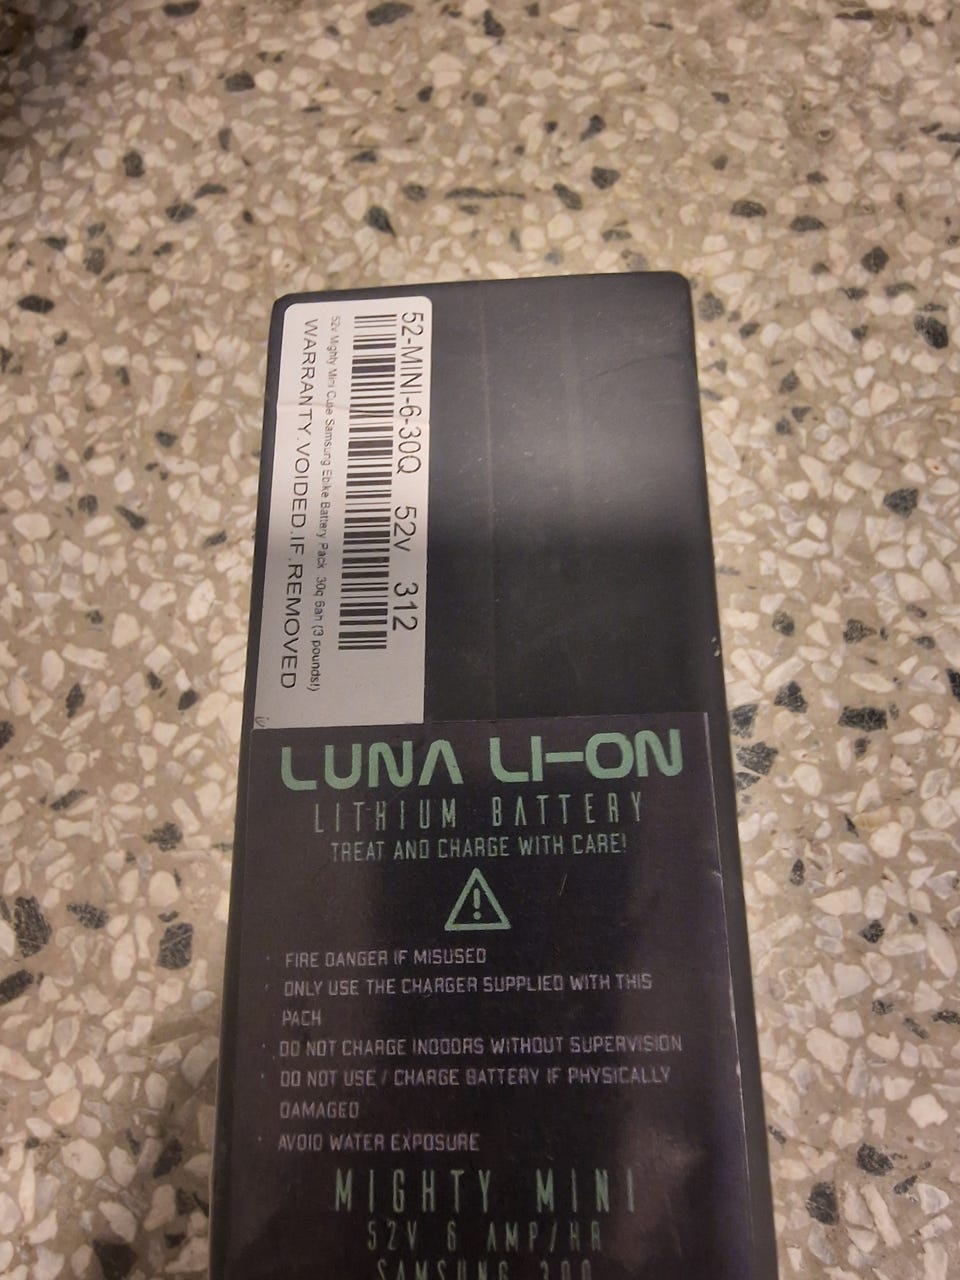 52-MINI-6-30Q 52V 312
52v Mighty Mini Cube Samsung Ebike Battery Pack 30q 6ah (3 pounds!)
WARRANTY.VOIDED.IF.REMOVED
LUNA LI-ON
LITHIUM BATTERY
TREAT AND CHARGE WITH CARE!
· FIRE DANGER IF MISUSED
· ONLY USE THE CHARGER SUPPLIED WITH THIS
PACK
· DO NOT CHARGE INDOORS WITHOUT SUPERVISION
· DO NOT USE / CHARGE BATTERY IF PHYSICALLY
DAMAGED
· AVOID WATER EXPOSURE
MIGHTY MINI
52V 6 AMP/HR
SAMSUNG